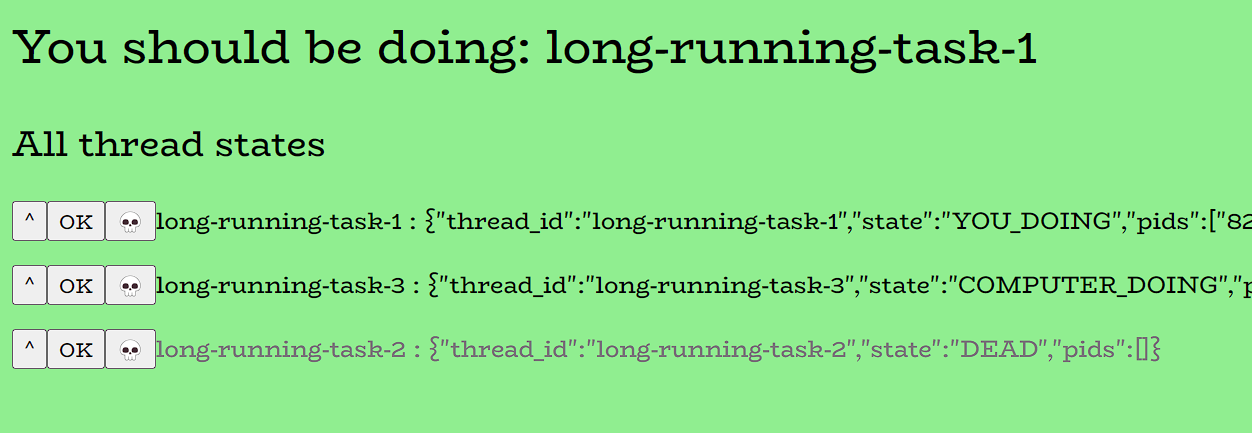 You should be doing: long-running-task-1
All thread states
^ OK 💀 long-running-task-1 : {"thread_id":"long-running-task-1","state":"YOU_DOING","pids":["82
^ OK 💀 long-running-task-3 : {"thread_id":"long-running-task-3","state":"COMPUTER_DOING","p
^ OK 💀 long-running-task-2 : {"thread_id":"long-running-task-2","state":"DEAD","pids":[]}